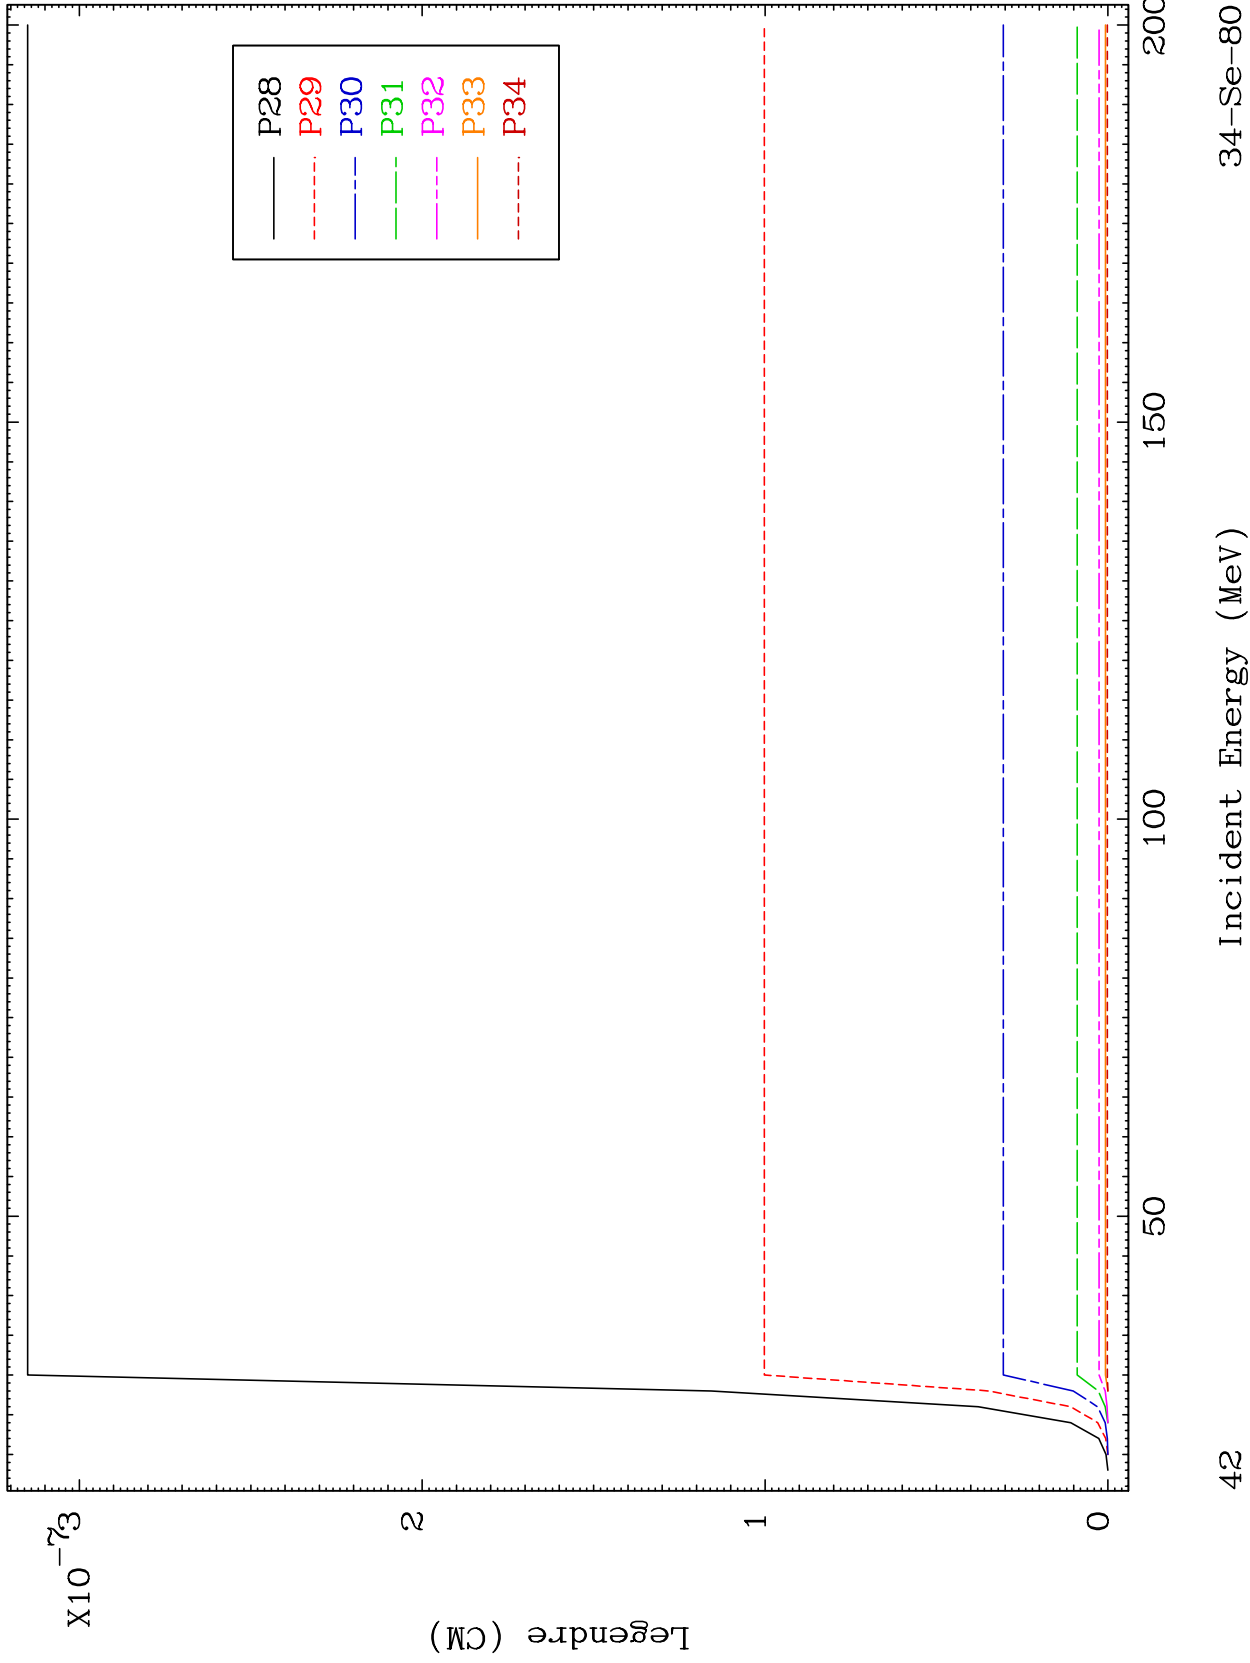 X10⁻⁷
3
2
1
0
Legendre (CM)
P28
P29
P30
P31
P32
P33
P34
50
100
150
200
Incident Energy (MeV)
42
34-Se-80